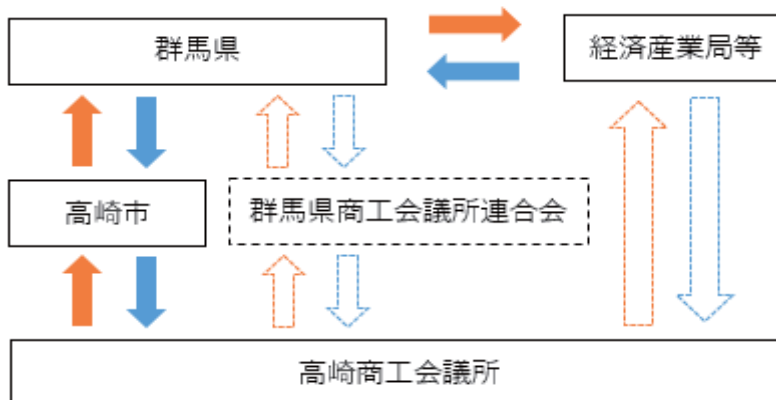 群馬県
経済産業局等
高崎市
群馬県商工会議所連合会
高崎商工会議所